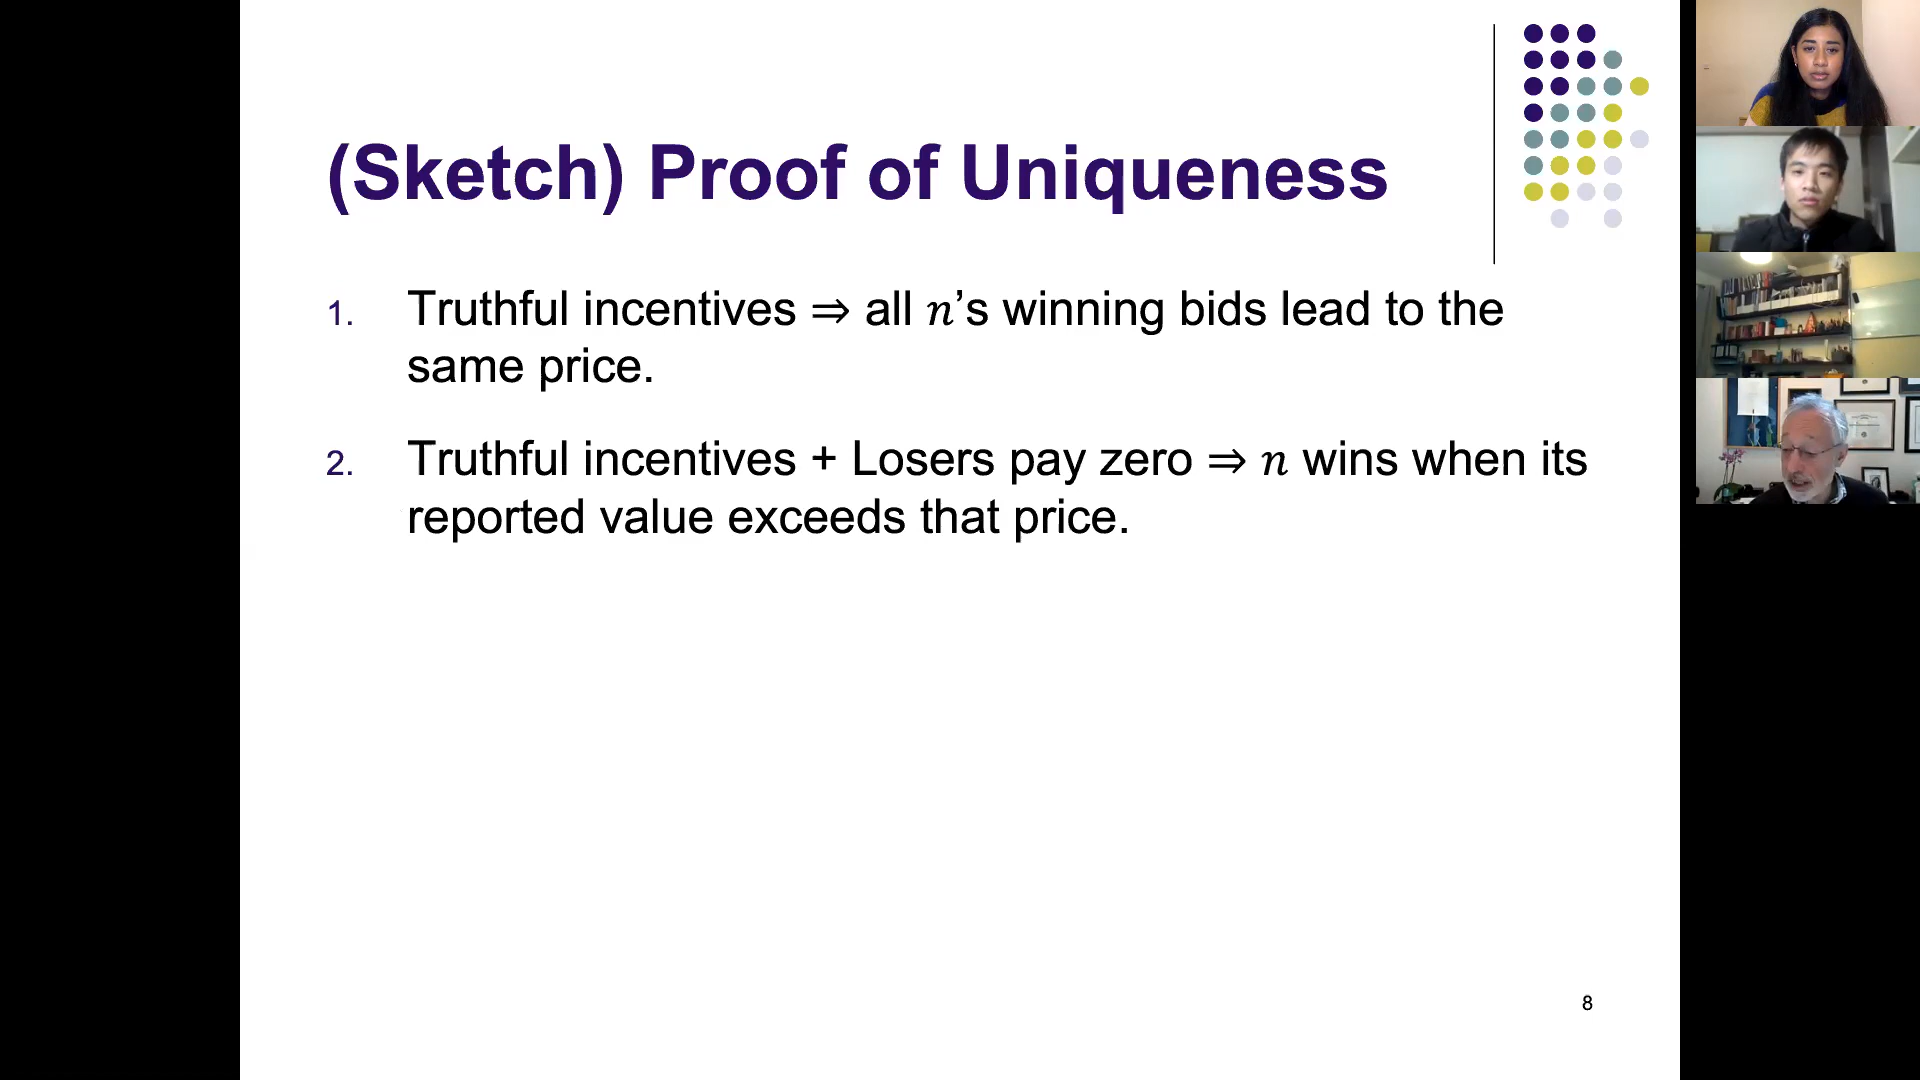 (Sketch) Proof of Uniqueness
1. Truthful incentives ⇒ all n’s winning bids lead to the
same price.
2. Truthful incentives + Losers pay zero ⇒ n wins when its
reported value exceeds that price.
8